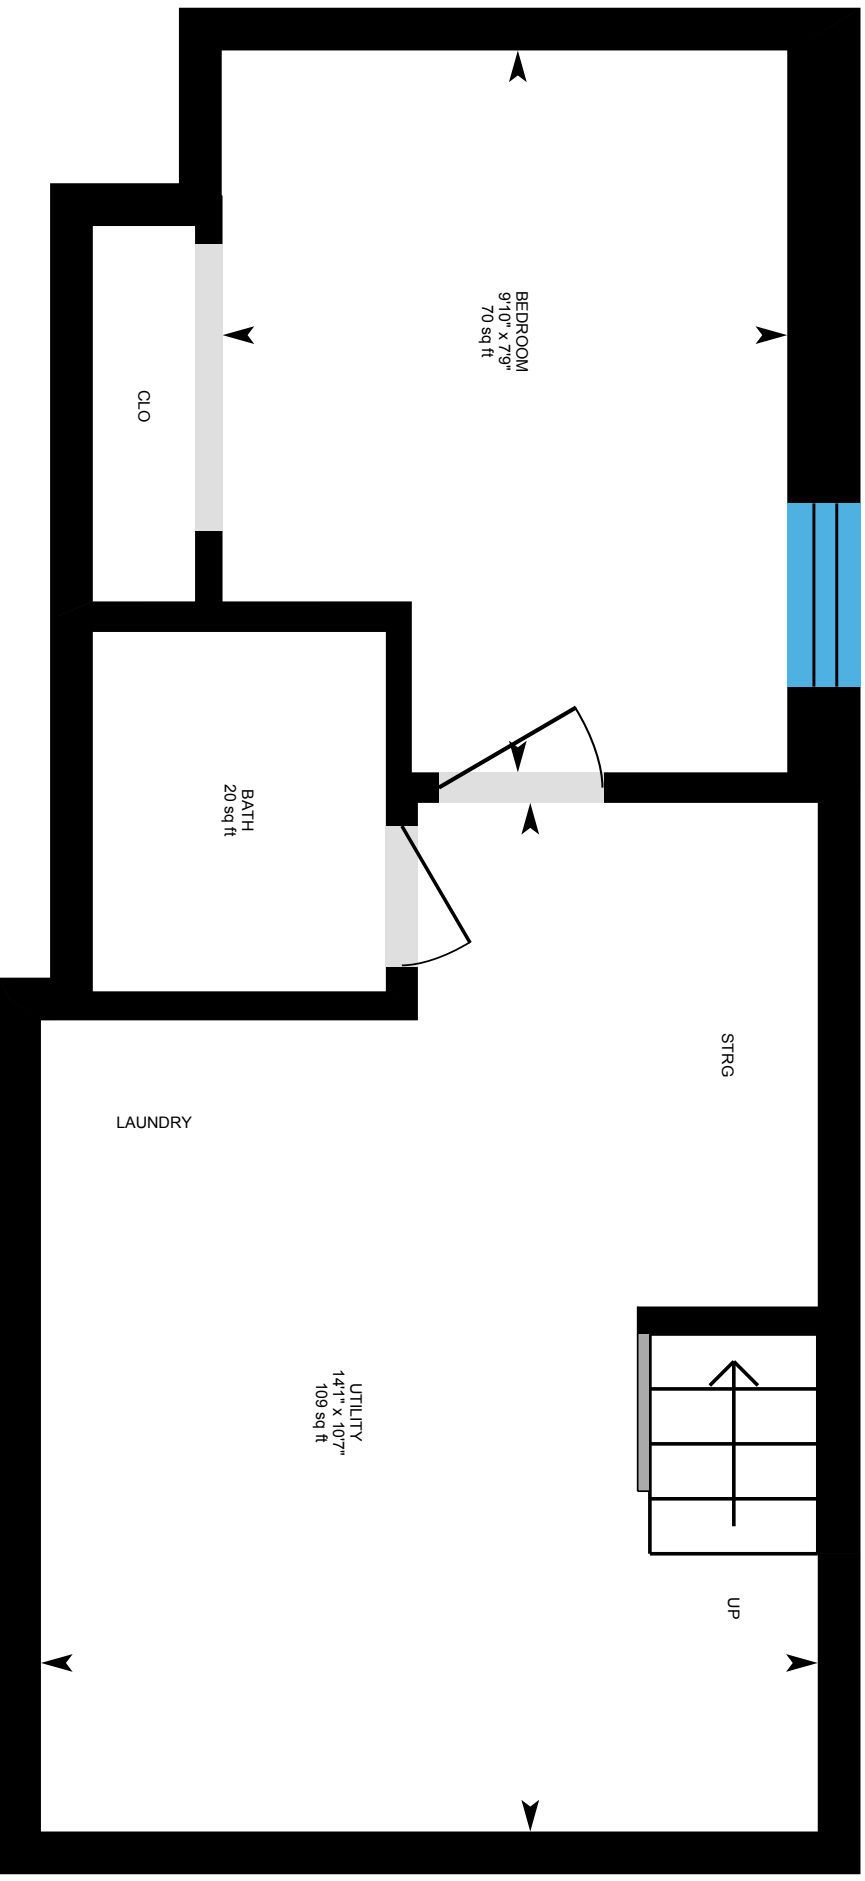 BEDROOM
9'10" x 7'9"
70 sq ft
CLO
BATH
20 sq ft
STRG
LAUNDRY
UTILITY
14'1" x 10'7"
109 sq ft
UP